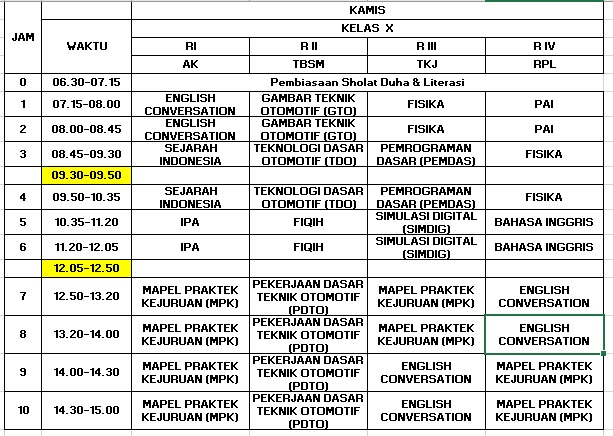 JAM WAKTU KAMIS
KELAS X
RI R II R III R IV
AK TBSM TKJ RPL
0 06.30-07.15 Pembiasaan Sholat Duha & Literasi
1 07.15-08.00 ENGLISH CONVERSATION GAMBAR TEKNIK OTOMOTIF (GTO) FISIKA PAI
2 08.00-08.45 ENGLISH CONVERSATION GAMBAR TEKNIK OTOMOTIF (GTO) FISIKA PAI
3 08.45-09.30 SEJARAH INDONESIA TEKNOLOGI DASAR OTOMOTIF (TDO) PEMROGRAMAN DASAR (PEMDAS) FISIKA
09.30-09.50
4 09.50-10.35 SEJARAH INDONESIA TEKNOLOGI DASAR OTOMOTIF (TDO) PEMROGRAMAN DASAR (PEMDAS) FISIKA
5 10.35-11.20 IPA FIQIH SIMULASI DIGITAL (SIMDIG) BAHASA INGGRIS
6 11.20-12.05 IPA FIQIH SIMULASI DIGITAL (SIMDIG) BAHASA INGGRIS
12.05-12.50
7 12.50-13.20 MAPEL PRAKTEK KEJURUAN (MPK) PEKERJAAN DASAR TEKNIK OTOMOTIF (PDTO) MAPEL PRAKTEK KEJURUAN (MPK) ENGLISH CONVERSATION
8 13.20-14.00 MAPEL PRAKTEK KEJURUAN (MPK) PEKERJAAN DASAR TEKNIK OTOMOTIF (PDTO) MAPEL PRAKTEK KEJURUAN (MPK) ENGLISH CONVERSATION
9 14.00-14.30 MAPEL PRAKTEK KEJURUAN (MPK) PEKERJAAN DASAR TEKNIK OTOMOTIF (PDTO) ENGLISH CONVERSATION MAPEL PRAKTEK KEJURUAN (MPK)
10 14.30-15.00 MAPEL PRAKTEK KEJURUAN (MPK) PEKERJAAN DASAR TEKNIK OTOMOTIF (PDTO) ENGLISH CONVERSATION MAPEL PRAKTEK KEJURUAN (MPK)